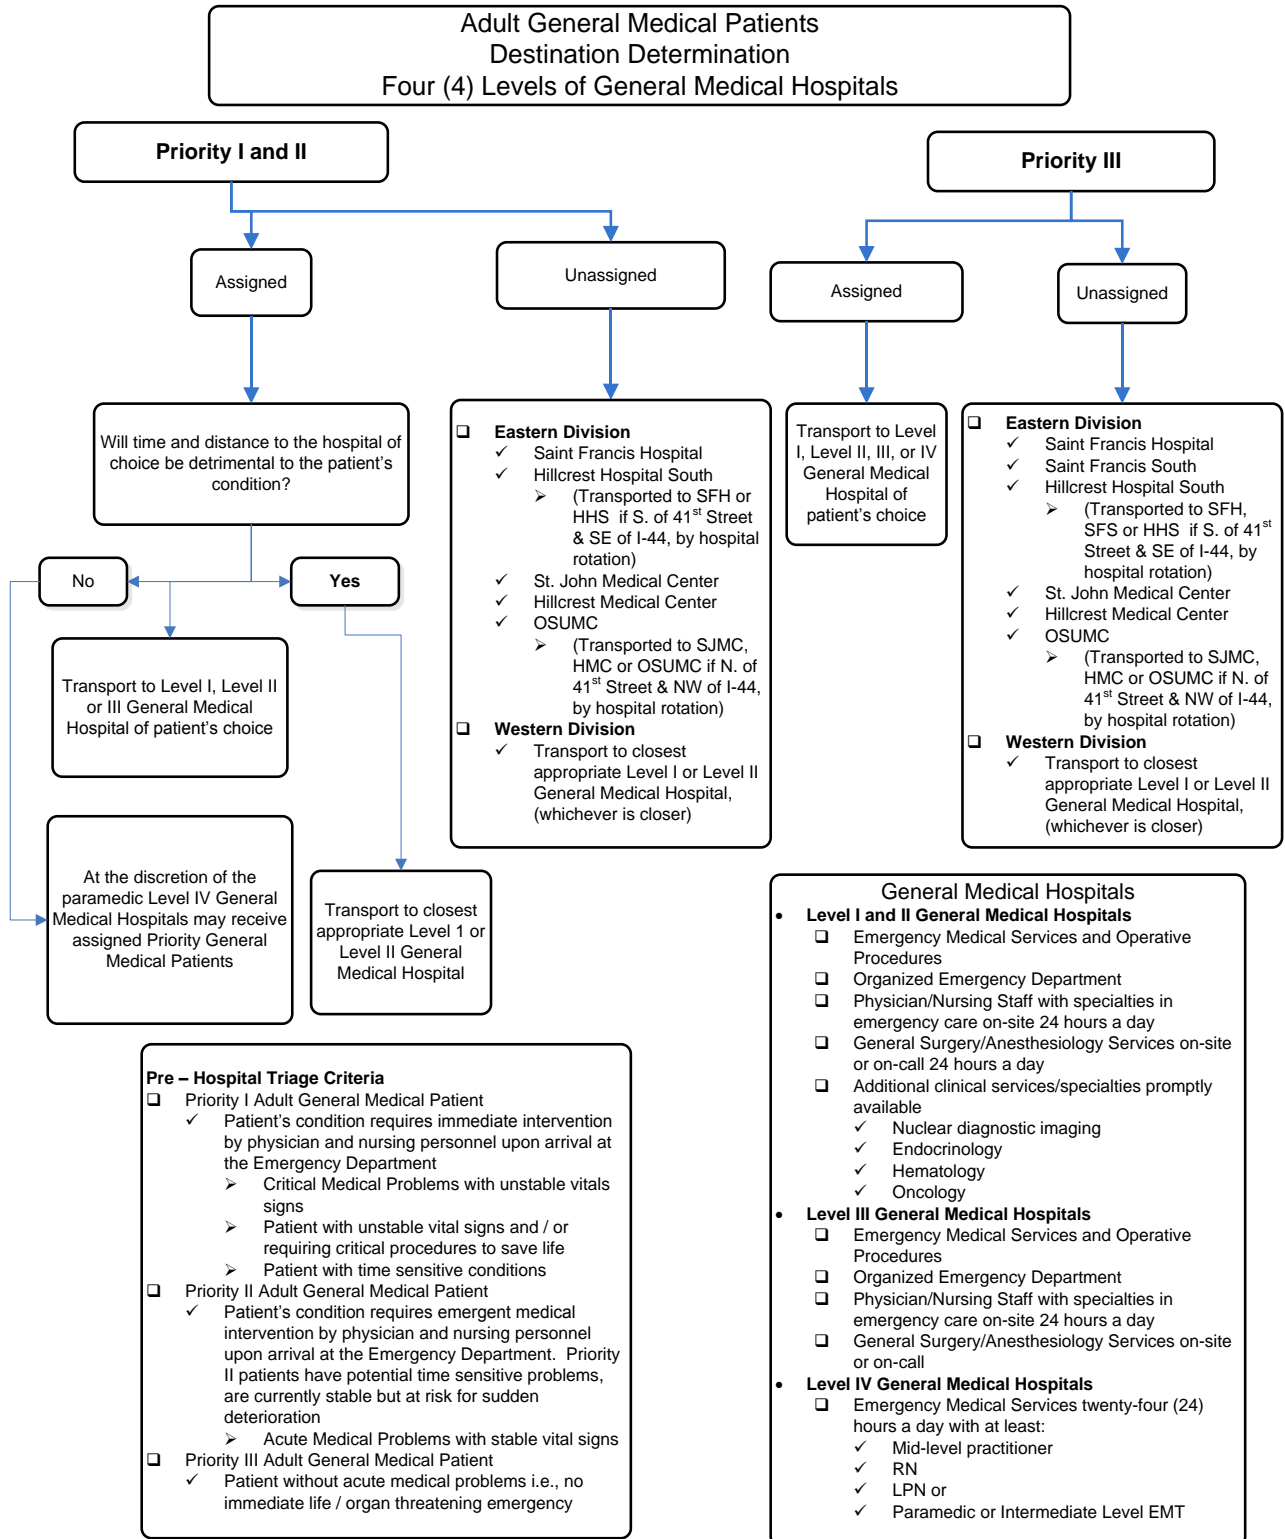 Adult General Medical Patients
Destination Determination
Four (4) Levels of General Medical Hospitals
Priority I and II
Priority III
Assigned
Unassigned
Assigned
Unassigned
Will time and distance to the hospital of
choice be detrimental to the patient's
condition?
No
Yes
Transport to Level I, Level II
or III General Medical
Hospital of patient's choice
At the discretion of the
paramedic Level IV General
Medical Hospitals may receive
assigned Priority General
Medical Patients
Transport to closest
appropriate Level 1 or
Level II General
Medical Hospital
❑ Eastern Division
✓ Saint Francis Hospital
✓ Hillcrest Hospital South
➢ (Transported to SFH or
HHS if S. of 41st Street
& SE of I-44, by hospital
rotation)
✓ St. John Medical Center
✓ Hillcrest Medical Center
✓ OSUMC
➢ (Transported to SJMC,
HMC or OSUMC if N. of
41st Street & NW of I-44,
by hospital rotation)
❑ Western Division
✓ Transport to closest
appropriate Level I or Level II
General Medical Hospital,
(whichever is closer)
Transport to Level
I, Level II, III, or IV
General Medical
Hospital of
patient's choice
❑ Eastern Division
✓ Saint Francis Hospital
✓ Saint Francis South
✓ Hillcrest Hospital South
➢ (Transported to SFH,
SFS or HHS if S. of 41st
Street & SE of I-44, by
hospital rotation)
✓ St. John Medical Center
✓ Hillcrest Medical Center
✓ OSUMC
➢ (Transported to SJMC,
HMC or OSUMC if N. of
41st Street & NW of I-44,
by hospital rotation)
❑ Western Division
✓ Transport to closest
appropriate Level I or Level II
General Medical Hospital,
(whichever is closer)
Pre – Hospital Triage Criteria
❑ Priority I Adult General Medical Patient
✓ Patient's condition requires immediate intervention
by physician and nursing personnel upon arrival at
the Emergency Department
➢ Critical Medical Problems with unstable vitals
signs
➢ Patient with unstable vital signs and / or
requiring critical procedures to save life
➢ Patient with time sensitive conditions
❑ Priority II Adult General Medical Patient
✓ Patient's condition requires emergent medical
intervention by physician and nursing personnel
upon arrival at the Emergency Department. Priority
II patients have potential time sensitive problems,
are currently stable but at risk for sudden
deterioration
➢ Acute Medical Problems with stable vital signs
❑ Priority III Adult General Medical Patient
✓ Patient without acute medical problems i.e., no
immediate life / organ threatening emergency
General Medical Hospitals
• Level I and II General Medical Hospitals
❑ Emergency Medical Services and Operative
Procedures
❑ Organized Emergency Department
❑ Physician/Nursing Staff with specialties in
emergency care on-site 24 hours a day
❑ General Surgery/Anesthesiology Services on-site
or on-call 24 hours a day
❑ Additional clinical services/specialties promptly
available
✓ Nuclear diagnostic imaging
✓ Endocrinology
✓ Hematology
✓ Oncology
• Level III General Medical Hospitals
❑ Emergency Medical Services and Operative
Procedures
❑ Organized Emergency Department
❑ Physician/Nursing Staff with specialties in
emergency care on-site 24 hours a day
❑ General Surgery/Anesthesiology Services on-site
or on-call
• Level IV General Medical Hospitals
❑ Emergency Medical Services twenty-four (24)
hours a day with at least:
✓ Mid-level practitioner
✓ RN
✓ LPN or
✓ Paramedic or Intermediate Level EMT